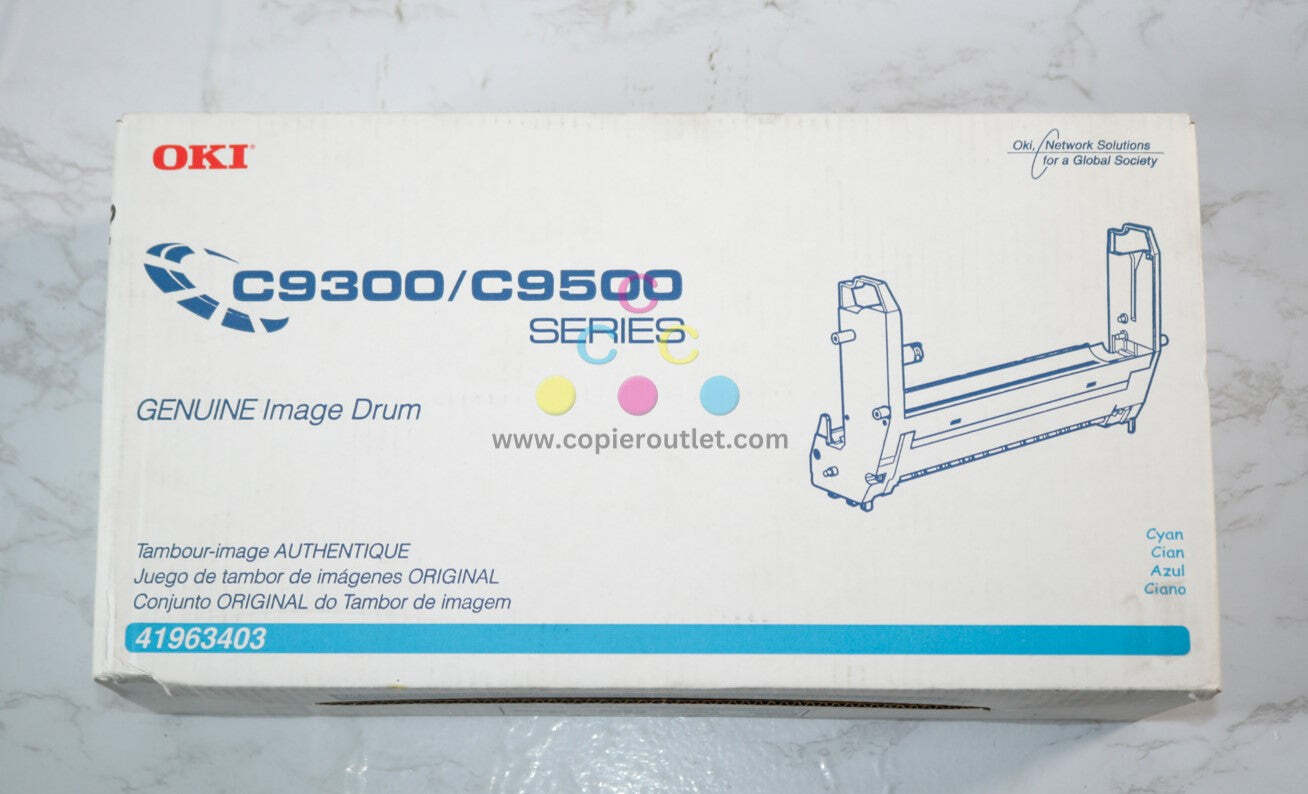 OKI®
Oki, Network Solutions
for a Global Society
C9300/C9500
SERIES
C
C C
GENUINE Image Drum
www.copieroutlet.com
Cyan
Cian
Azul
Ciano
Tambour-image AUTHENTIQUE
Juego de tambor de imágenes ORIGINAL
Conjunto ORIGINAL do Tambor de imagem
41963403